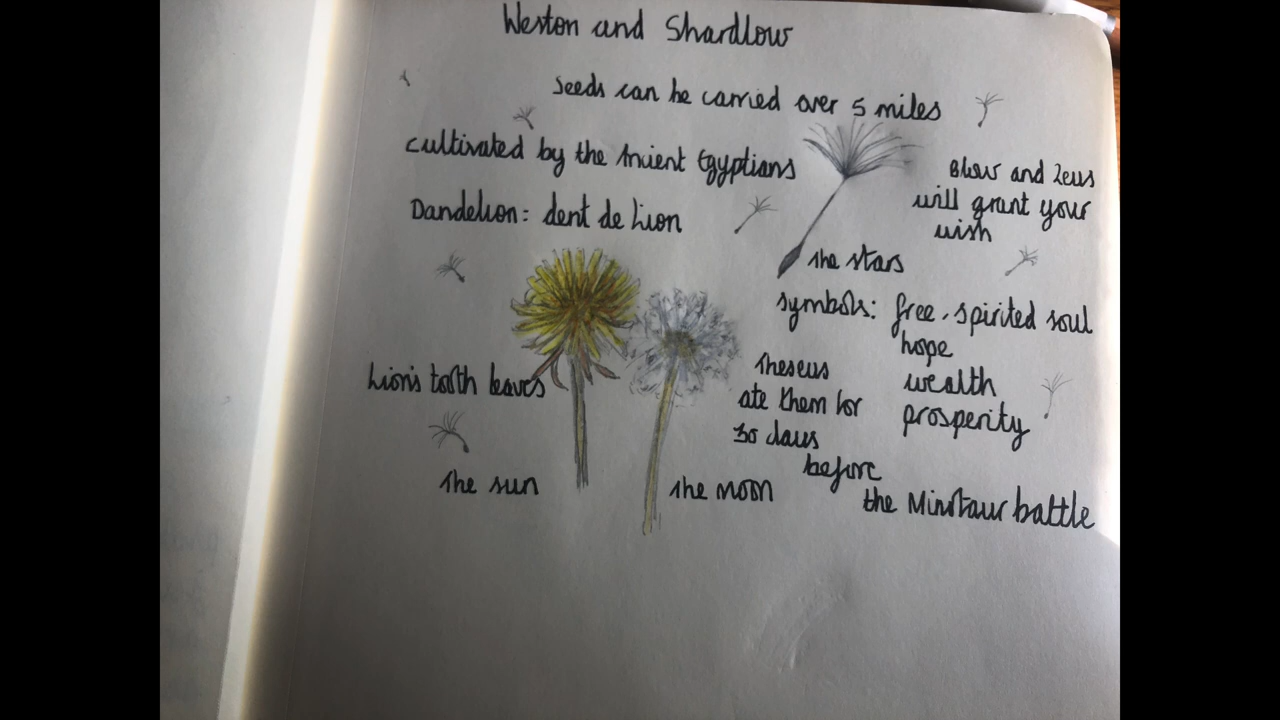 Weston and Shardlow
seeds can be carried over 5 miles
cultivated by the Ancient Egyptians
Blow and Zeus
will grant your
wish
Dandelion: dent de Lion
the stars
symbols: free-spirited soul
hope
wealth
prosperity
Lion's tooth leaves
Theseus
ate them for
30 days
before
the Minotaur battle
the sun
the moon